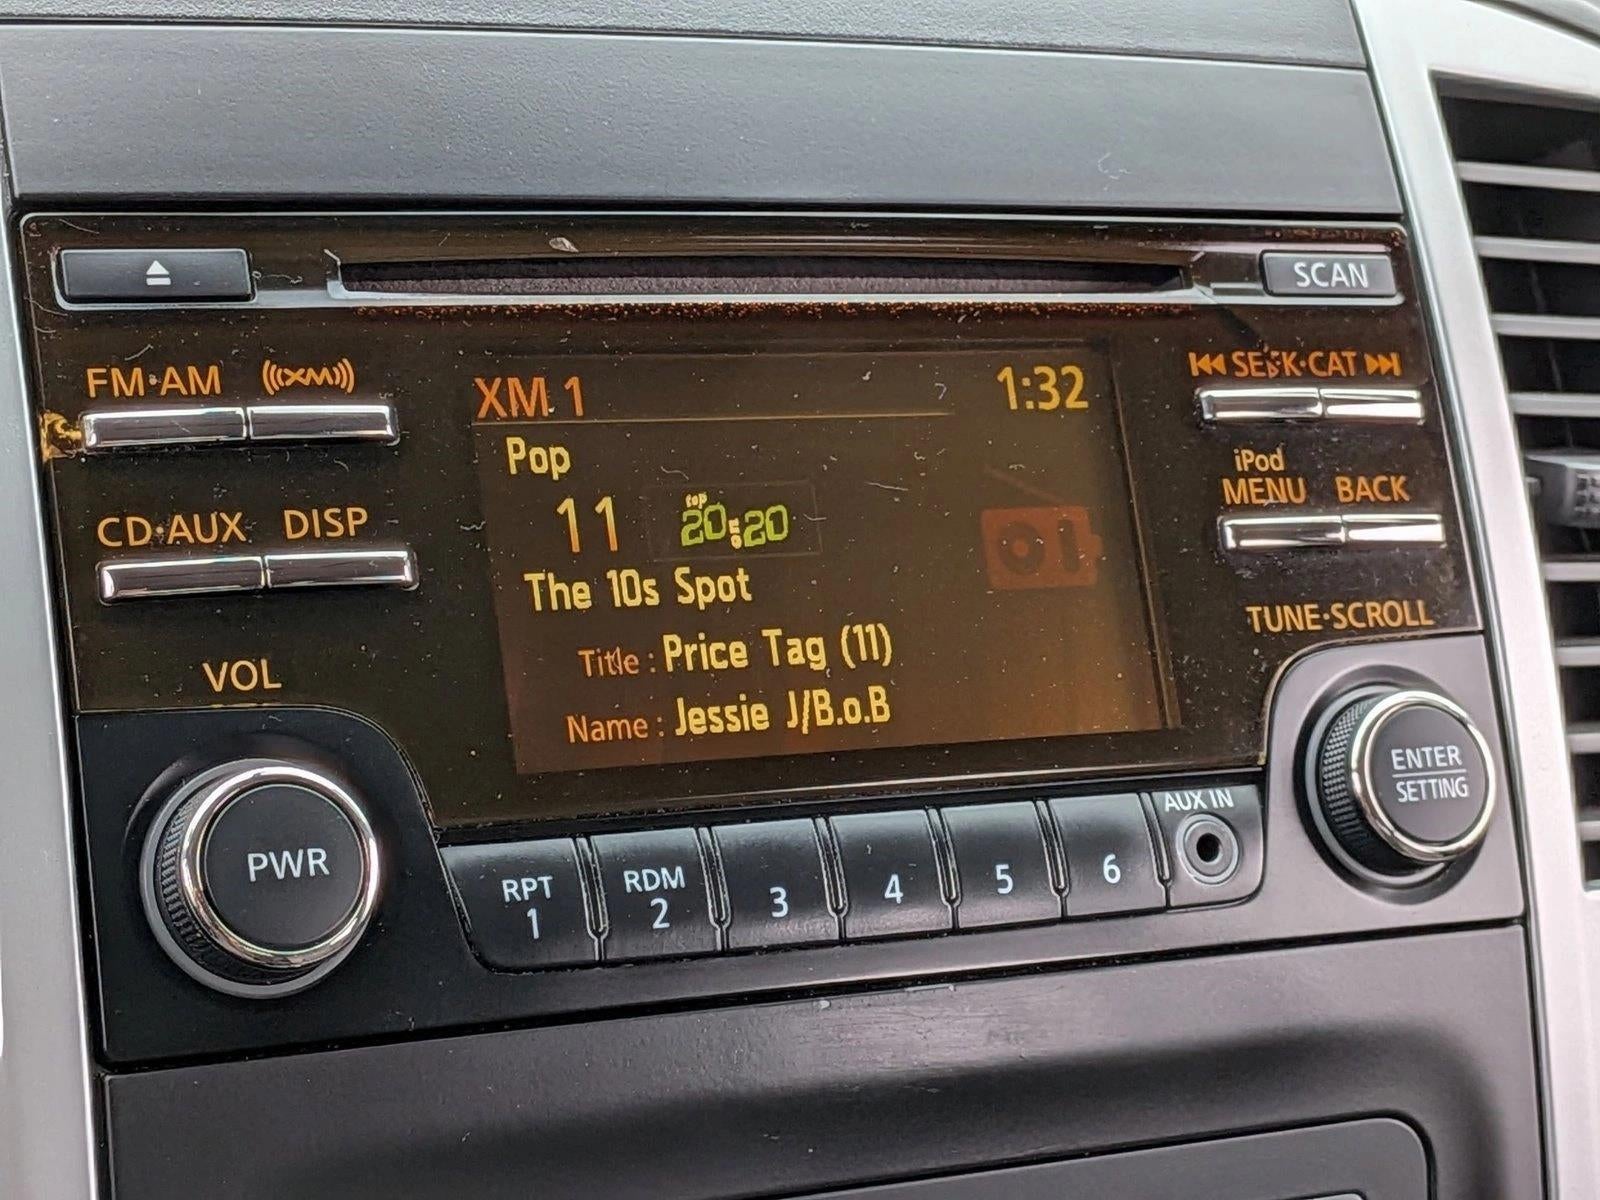 SCAN
FM·AM
XM
SEEK·CAT
XM 1
1:32
Pop
iPod
MENU BACK
CD·AUX DISP
11
top
20 on 20
The 10s Spot
Title : Price Tag (11)
Name : Jessie J/B.o.B
TUNE·SCROLL
VOL
PWR
ENTER
SETTING
AUX IN
RPT
1
RDM
2
3
4
5
6